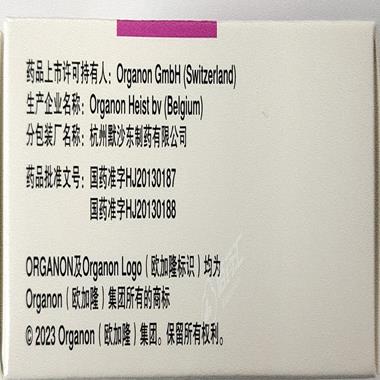 药品上市许可持有人：Organon GmbH (Switzerland)
生产企业名称：Organon Heist bv (Belgium)
分包装厂名称：杭州默沙东制药有限公司
药品批准文号：国药准字HJ20130187
国药准字HJ20130188
ORGANON及Organon Logo（欧加隆标识）均为
Organon（欧加隆）集团所有的商标
© 2023 Organon（欧加隆）集团。保留所有权利。